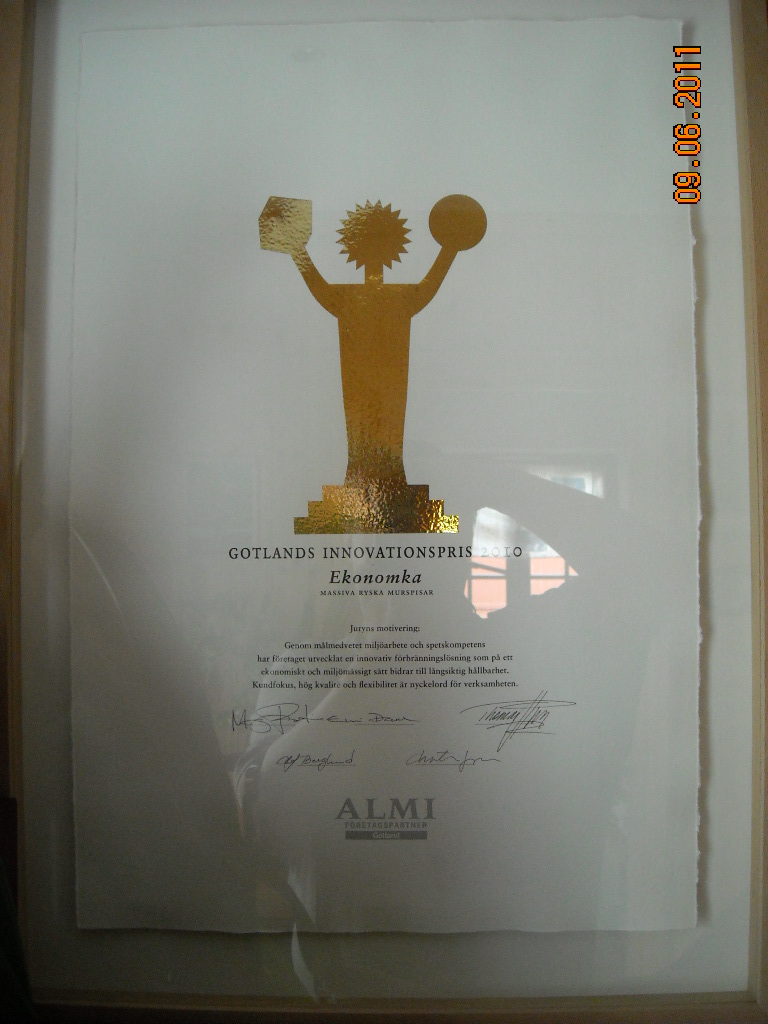 09.06.2011
GOTLANDS INNOVATIONSPRIS 2010
Ekonomka
MASSIVA RYSKA MURSPISAR
Juryns motivering:
Genom målmedvetet miljöarbete och spetskompetens
har företaget utvecklat en innovativ förbränningslösning som på ett
ekonomiskt och miljömässigt sätt bidrar till långsiktig hållbarhet.
Kundfokus, hög kvalité och flexibilitet är nyckelord för verksamheten.
ALMI
FÖRETAGSPARTNER
Gotland